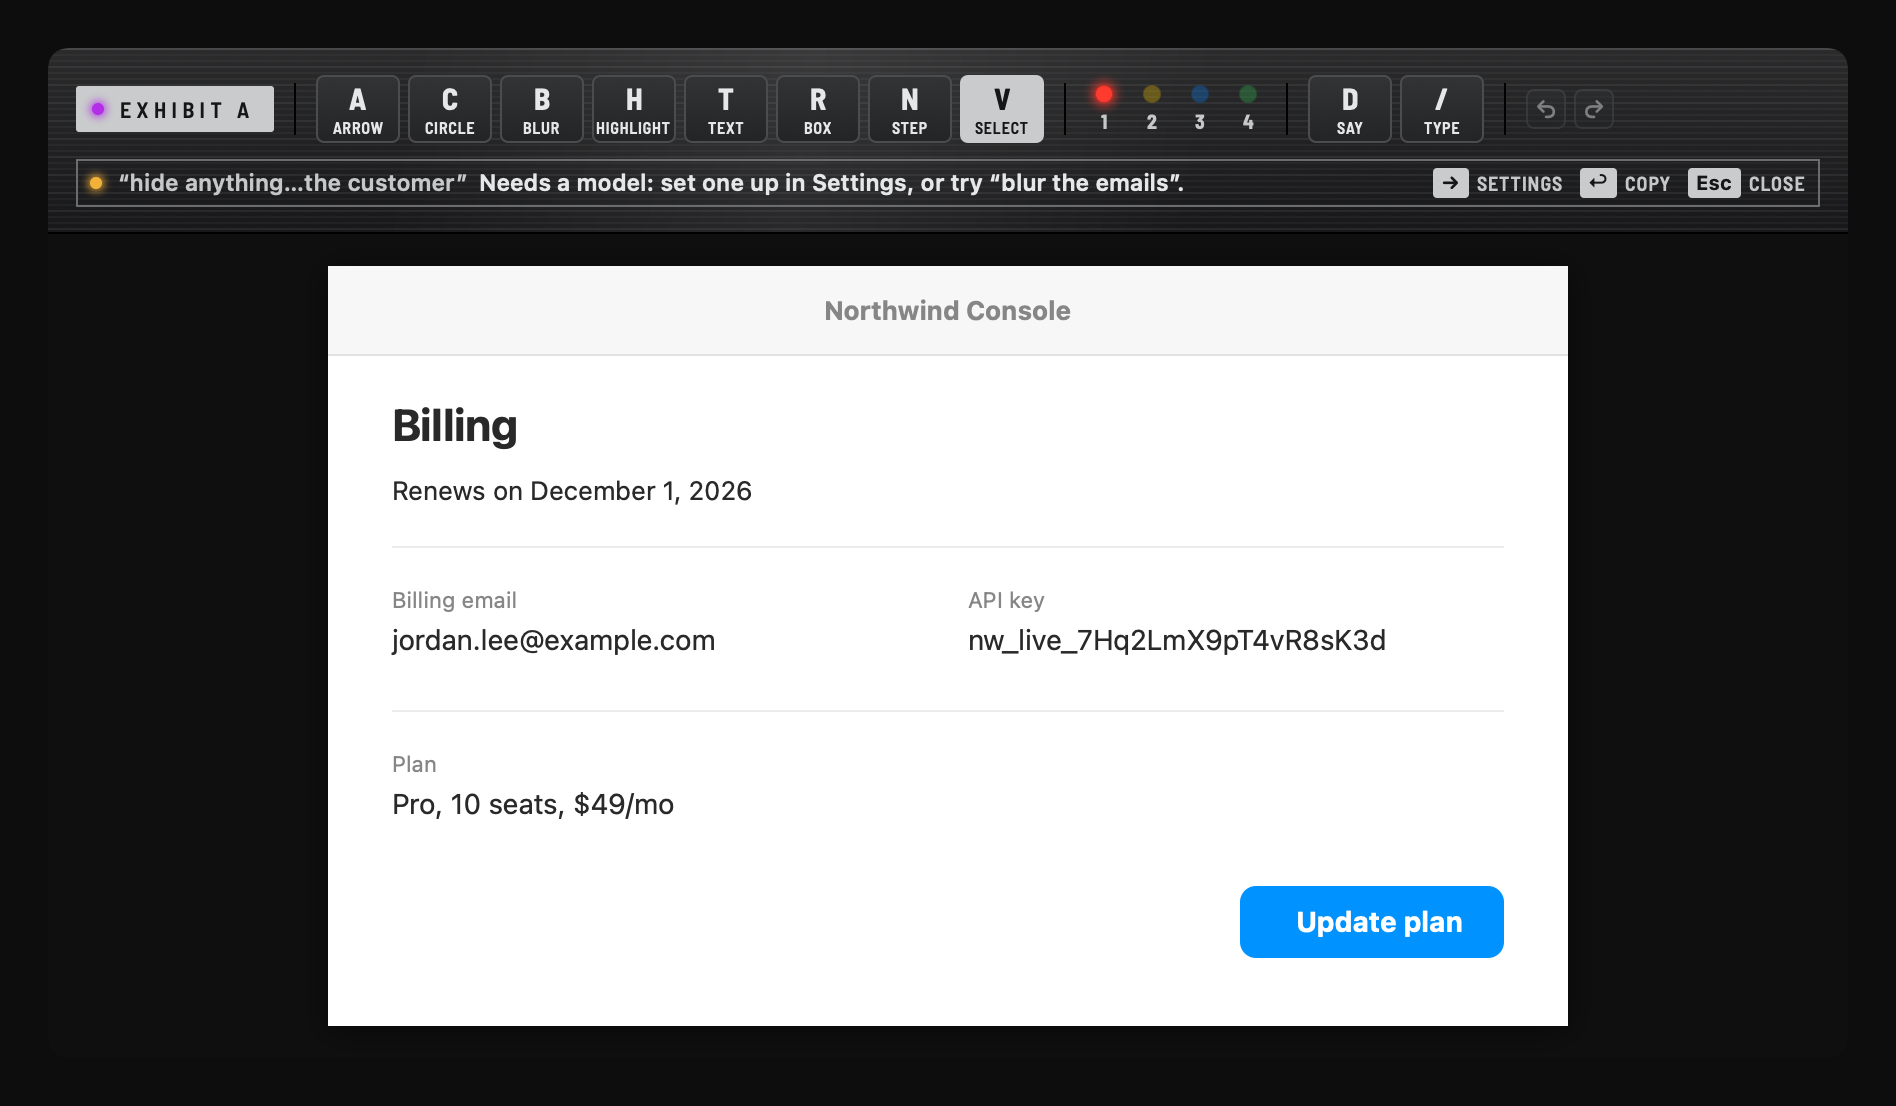 EXHIBIT A
A ARROW
C CIRCLE
B BLUR
H HIGHLIGHT
T TEXT
R BOX
N STEP
V SELECT
1 2 3 4
D SAY
/ TYPE
“hide anything...the customer” Needs a model: set one up in Settings, or try “blur the emails”.
→ SETTINGS ↩ COPY Esc CLOSE
Northwind Console
Billing
Renews on December 1, 2026
Billing email
jordan.lee@example.com
API key
nw_live_7Hq2LmX9pT4vR8sK3d
Plan
Pro, 10 seats, $49/mo
Update plan